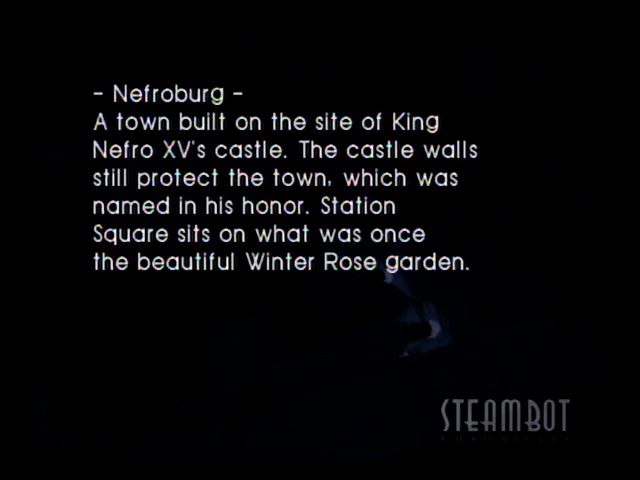 - Nefroburg -
A town built on the site of King
Nefro XV's castle. The castle walls
still protect the town, which was
named in his honor. Station
Square sits on what was once
the beautiful Winter Rose garden.
STEAMBOT
CHRONICLES